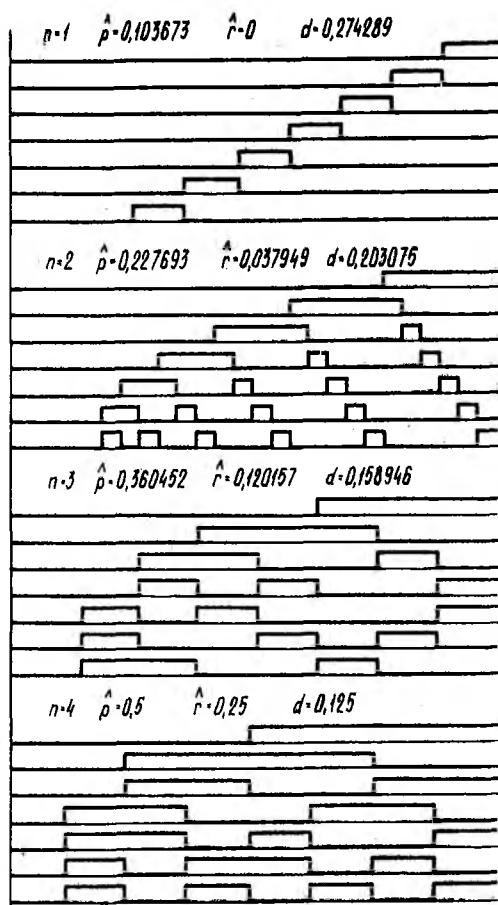 n=1 p̂=0,103673 r̂=0 d=0,274289
n=2 p̂=0,227693 r̂=0,037949 d=0,203075
n=3 p̂=0,360452 r̂=0,120157 d=0,158946
n=4 p̂=0,5 r̂=0,25 d=0,125